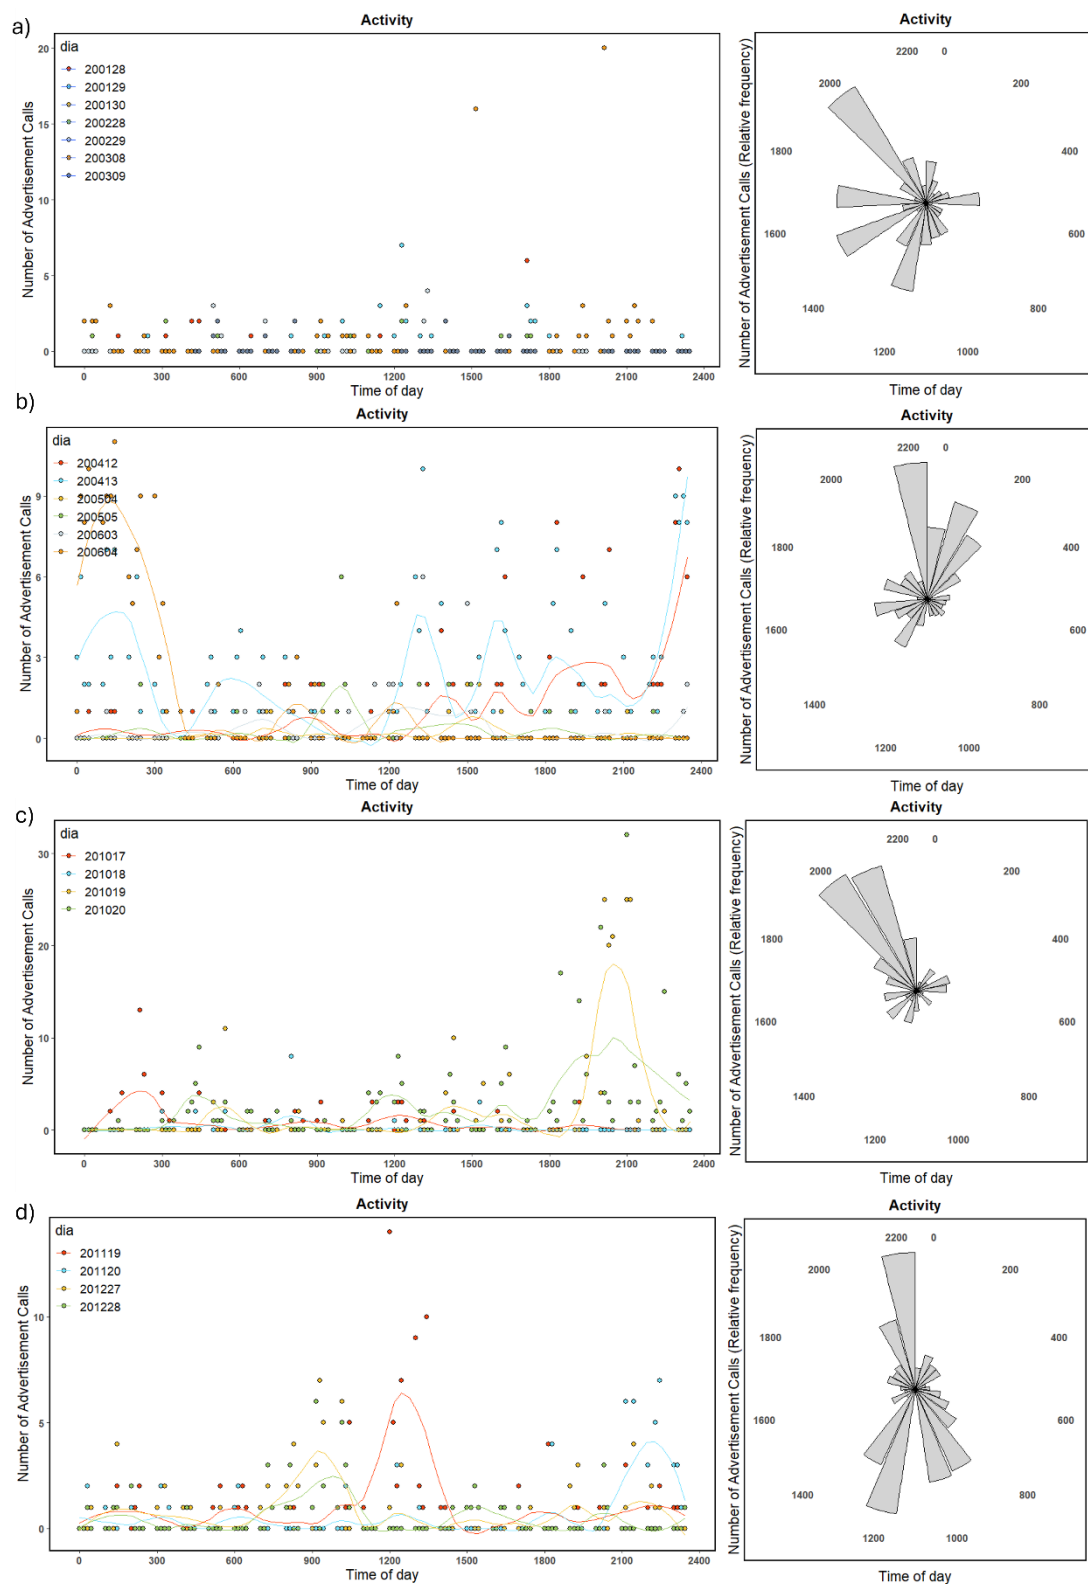 a)
Activity
Number of Advertisement Calls
dia
200128
200129
200130
200228
200229
200308
200309
20
15
10
5
0
0 300 600 900 1200 1500 1800 2100 2400
Time of day
Activity
Number of Advertisement Calls (Relative frequency)
2200 0
2000 200
1800 400
1600 600
1400 800
1200 1000
Time of day
b)
Activity
Number of Advertisement Calls
dia
200412
200413
200504
200505
200603
200604
9
6
3
0
0 300 600 900 1200 1500 1800 2100 2400
Time of day
Activity
Number of Advertisement Calls (Relative frequency)
2200 0
2000 200
1800 400
1600 600
1400 800
1200 1000
Time of day
c)
Activity
Number of Advertisement Calls
dia
201017
201018
201019
201020
30
20
10
0
0 300 600 900 1200 1500 1800 2100 2400
Time of day
Activity
Number of Advertisement Calls (Relative frequency)
2200 0
2000 200
1800 400
1600 600
1400 800
1200 1000
Time of day
d)
Activity
Number of Advertisement Calls
dia
201119
201120
201227
201228
10
5
0
0 300 600 900 1200 1500 1800 2100 2400
Time of day
Activity
Number of Advertisement Calls (Relative frequency)
2200 0
2000 200
1800 400
1600 600
1400 800
1200 1000
Time of day